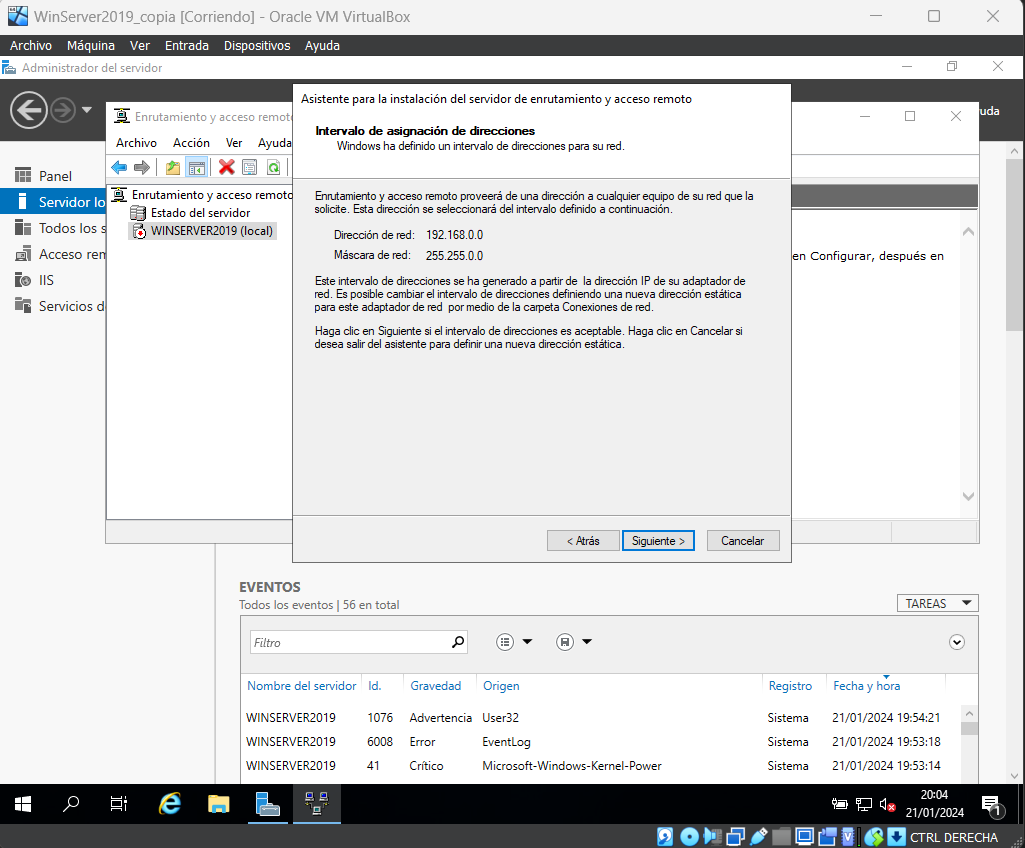 WinServer2019_copia [Corriendo] - Oracle VM VirtualBox
Archivo Máquina Ver Entrada Dispositivos Ayuda
Administrador del servidor
Enrutamiento y acceso remoto
Archivo Acción Ver Ayuda
Enrutamiento y acceso remoto
Estado del servidor
WINSERVER2019 (local)
Panel
Servidor lo
Todos los s
Acceso rem
IIS
Servicios d
uda
en Configurar, después en
Asistente para la instalación del servidor de enrutamiento y acceso remoto
Intervalo de asignación de direcciones
Windows ha definido un intervalo de direcciones para su red.
Enrutamiento y acceso remoto proveerá de una dirección a cualquier equipo de su red que la
solicite. Esta dirección se seleccionará del intervalo definido a continuación.
Dirección de red: 192.168.0.0
Máscara de red: 255.255.0.0
Este intervalo de direcciones se ha generado a partir de la dirección IP de su adaptador de
red. Es posible cambiar el intervalo de direcciones definiendo una nueva dirección estática
para este adaptador de red por medio de la carpeta Conexiones de red.
Haga clic en Siguiente si el intervalo de direcciones es aceptable. Haga clic en Cancelar si
desea salir del asistente para definir una nueva dirección estática.
< Atrás Siguiente > Cancelar
EVENTOS
Todos los eventos | 56 en total
TAREAS
Filtro
Nombre del servidor Id. Gravedad Origen Registro Fecha y hora
WINSERVER2019 1076 Advertencia User32 Sistema 21/01/2024 19:54:21
WINSERVER2019 6008 Error EventLog Sistema 21/01/2024 19:53:18
WINSERVER2019 41 Crítico Microsoft-Windows-Kernel-Power Sistema 21/01/2024 19:53:14
20:04
21/01/2024
1
CTRL DERECHA